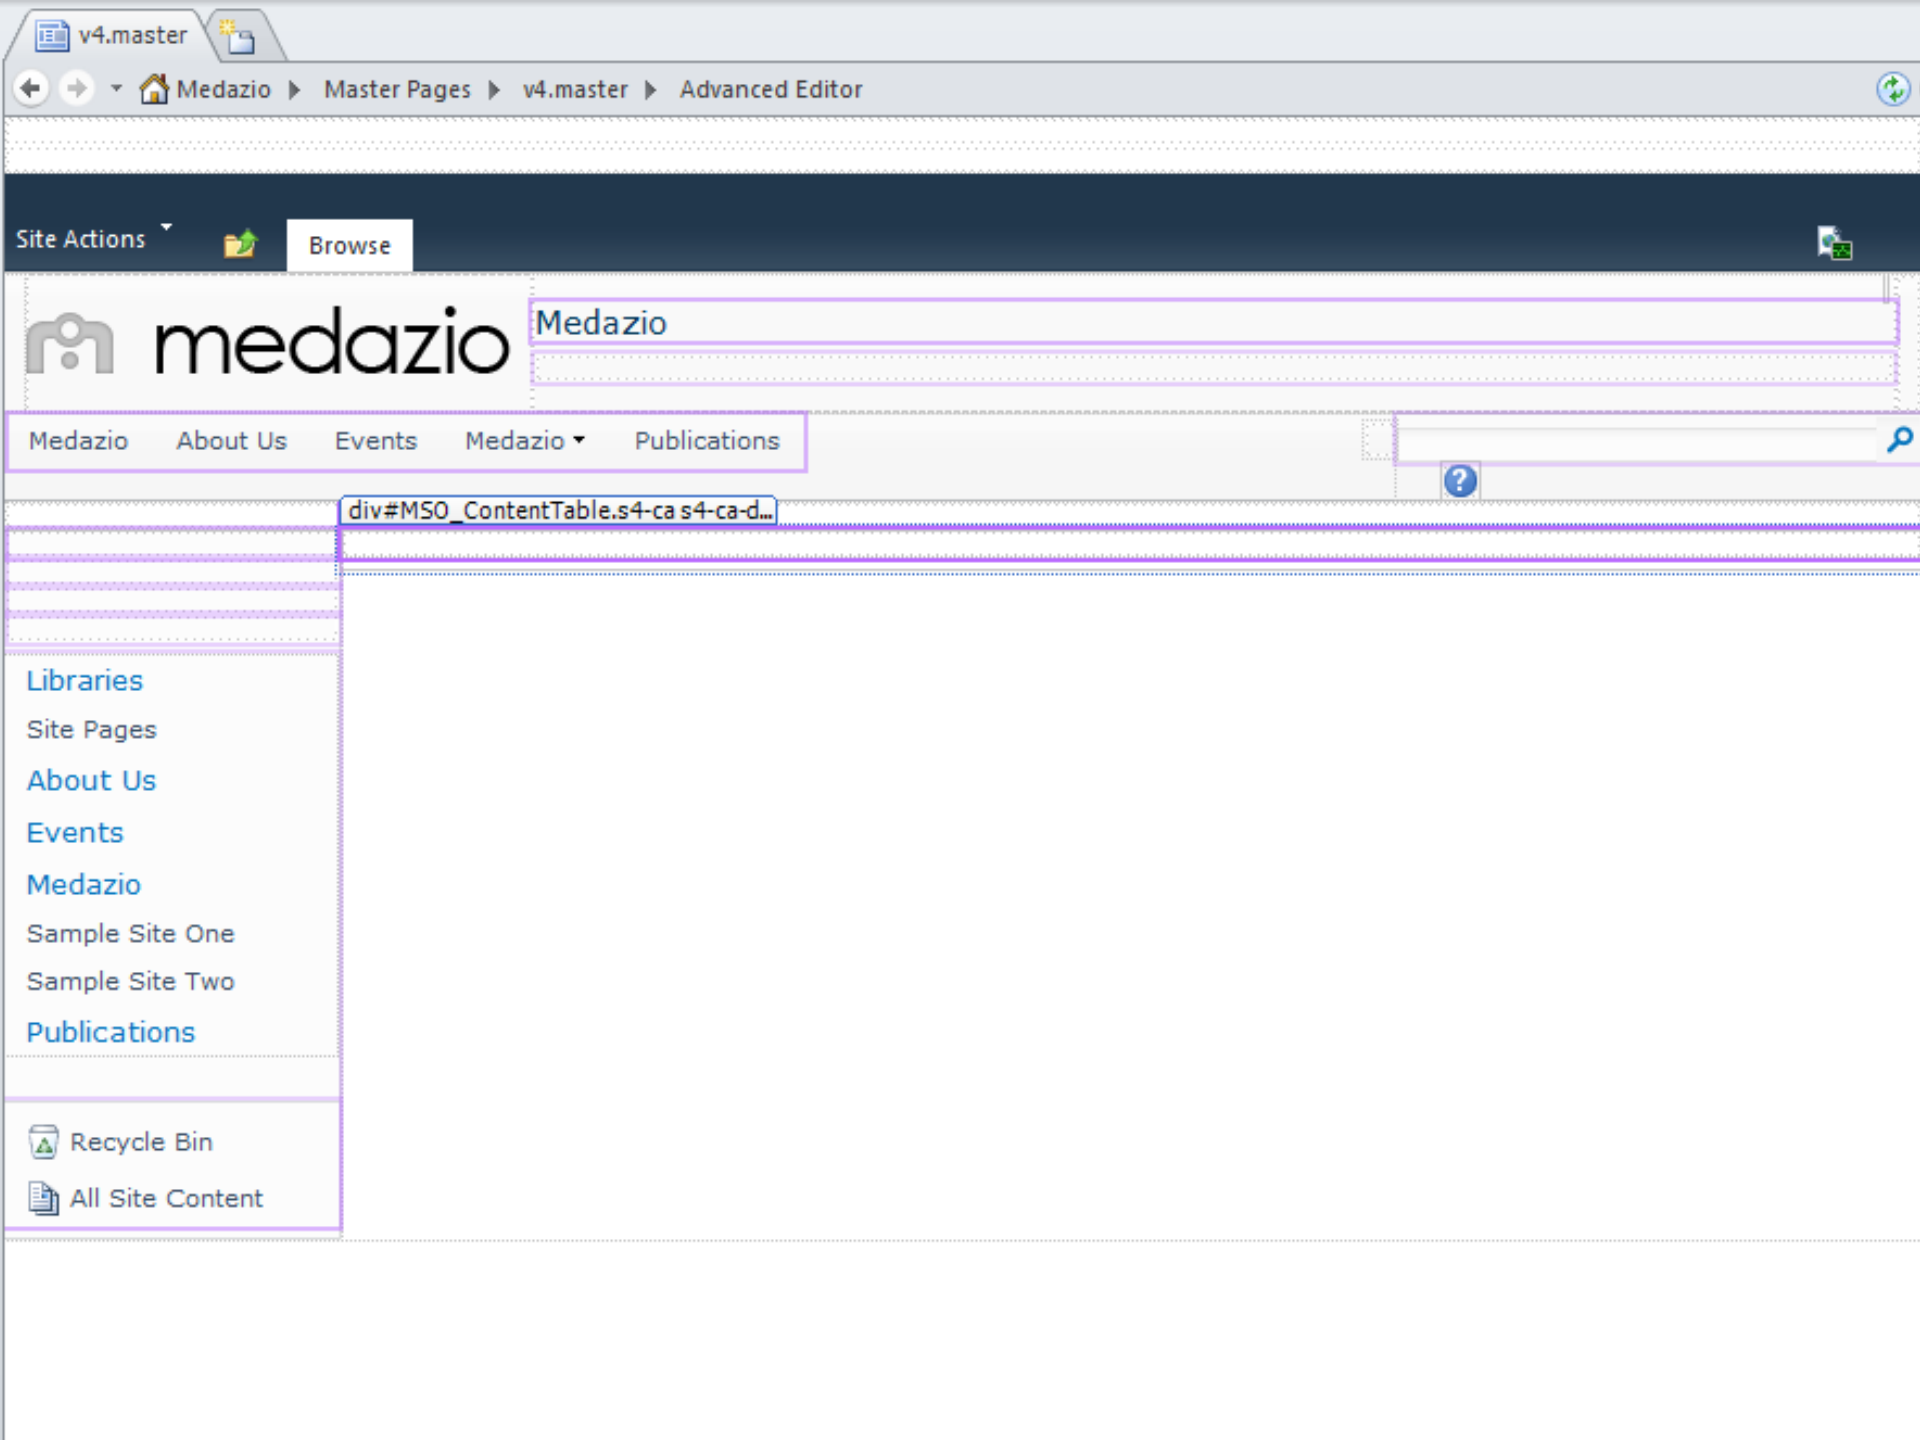 v4.master
Medazio Master Pages v4.master Advanced Editor
Site Actions Browse
medazio Medazio
Medazio About Us Events Medazio Publications
?
div#MSO_ContentTable.s4-ca s4-ca-d...
Libraries
Site Pages
About Us
Events
Medazio
Sample Site One
Sample Site Two
Publications
Recycle Bin
All Site Content